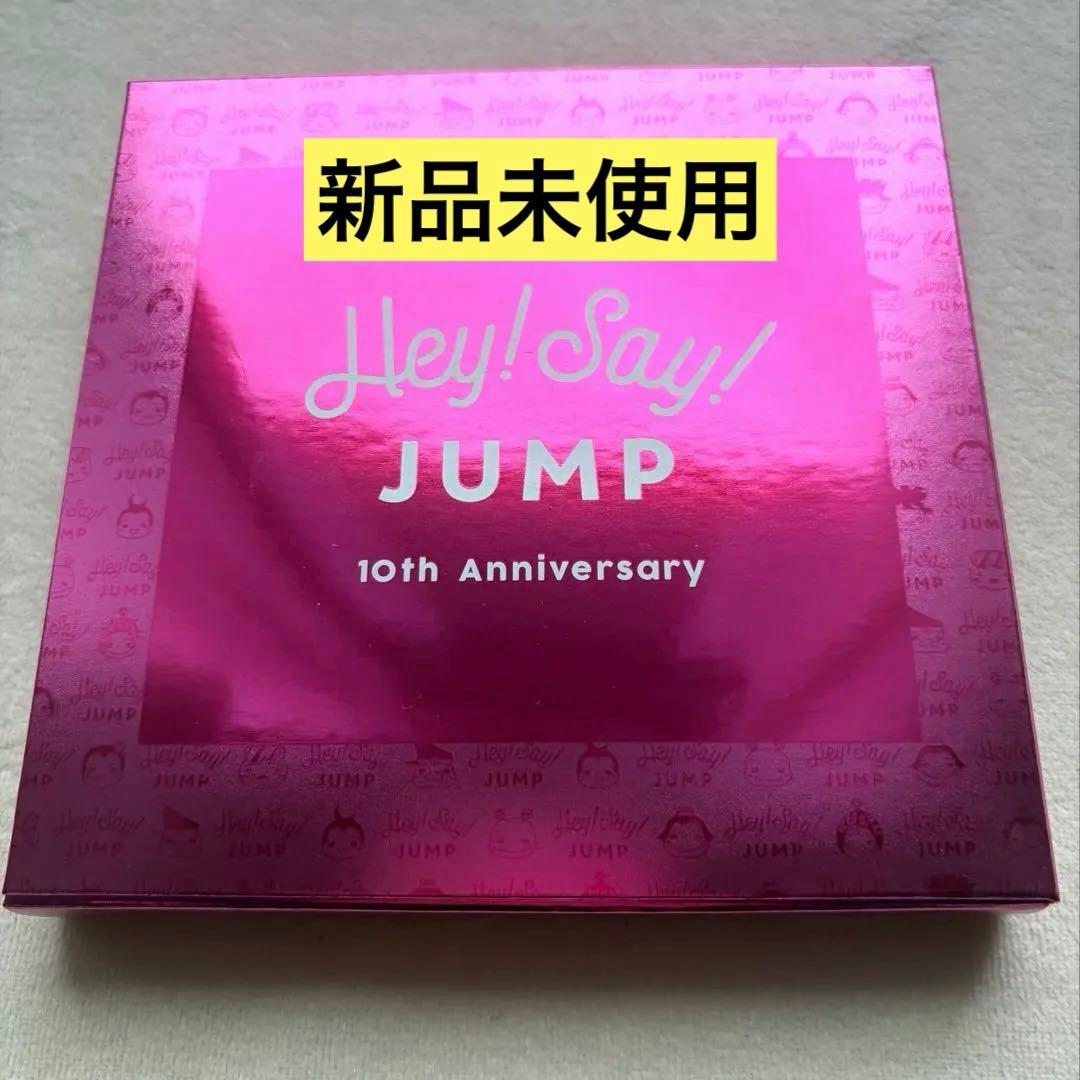 新品未使用
Hey! Say!
JUMP
10th Anniversary